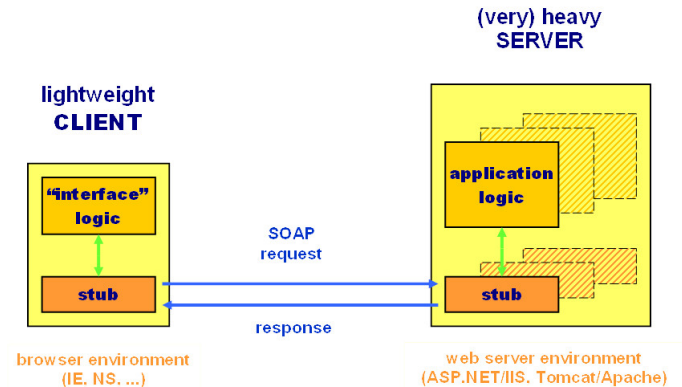 (very) heavy
SERVER
lightweight
CLIENT
“interface”
logic
application
logic
SOAP
request
stub
stub
response
browser environment
(IE, NS, ...)
web server environment
(ASP.NET/IIS, Tomcat/Apache)